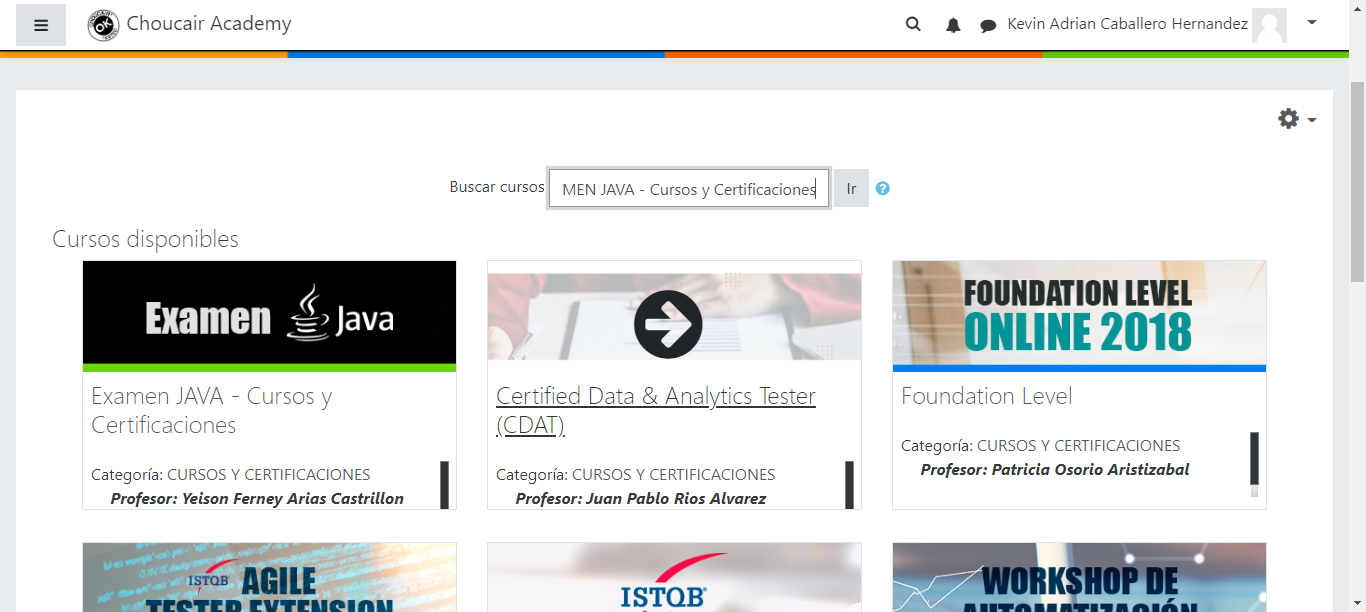 Choucair Academy
Kevin Adrian Caballero Hernandez
Buscar cursos
MEN JAVA - Cursos y Certificaciones
Ir
Cursos disponibles
Examen Java
Examen JAVA - Cursos y
Certificaciones
Categoría: CURSOS Y CERTIFICACIONES
Profesor: Yeison Ferney Arias Castrillon
Certified Data & Analytics Tester
(CDAT)
Categoría: CURSOS Y CERTIFICACIONES
Profesor: Juan Pablo Rios Alvarez
FOUNDATION LEVEL
ONLINE 2018
Foundation Level
Categoría: CURSOS Y CERTIFICACIONES
Profesor: Patricia Osorio Aristizabal
ISTQB AGILE
TESTER EXTENSION
ISTQB
WORKSHOP DE
AUTOMATIZACIÓN